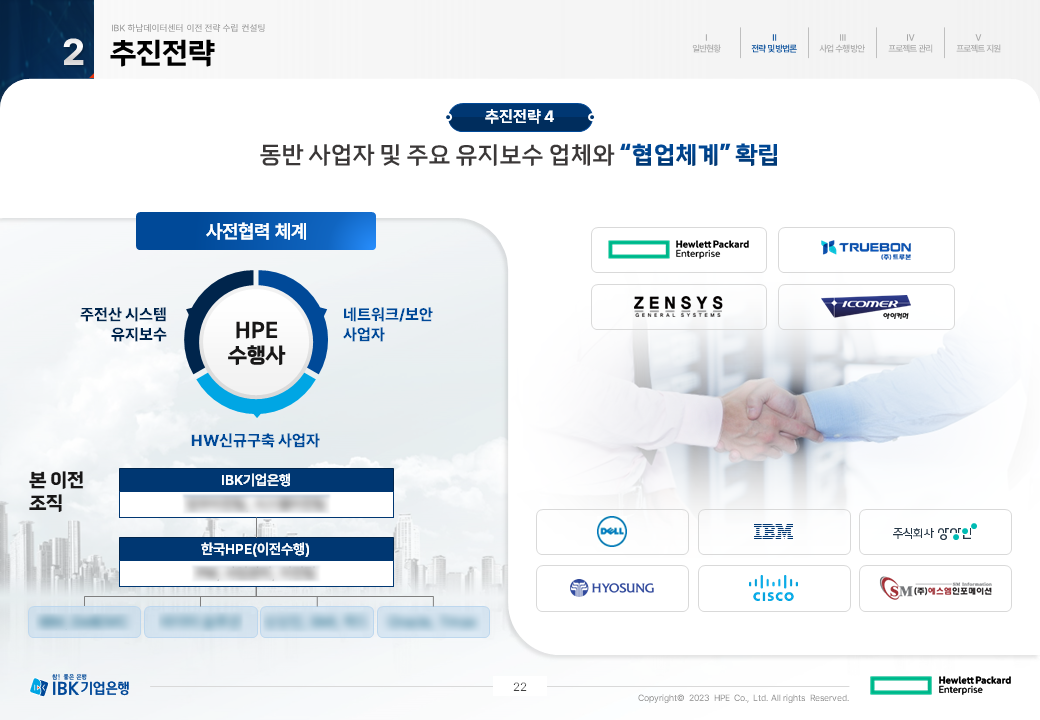 2
IBK 하남데이터센터 이전 전략 수립 컨설팅
추진전략
I
일반현황
II
전략 및 방법론
III
사업 수행방안
IV
프로젝트 관리
V
프로젝트 지원
추진전략 4
동반 사업자 및 주요 유지보수 업체와 “협업체계” 확립
사전협력 체계
주전산 시스템
유지보수
HPE
수행사
네트워크/보안
사업자
HW신규구축 사업자
본 이전
조직
IBK기업은행
한국HPE(이전수행)
Hewlett Packard
Enterprise
TRUEBON
(주)트루본
ZENSYS
GENERAL SYSTEMS
ICOMER
아이커머
DELL
IBM
주식회사 상상인
HYOSUNG
CISCO
SM Information
SM (주)에스엠인포메이션
참! 좋은 은행
IBK기업은행
22
Copyright© 2023 HPE Co., Ltd. All rights Reserved.
Hewlett Packard
Enterprise